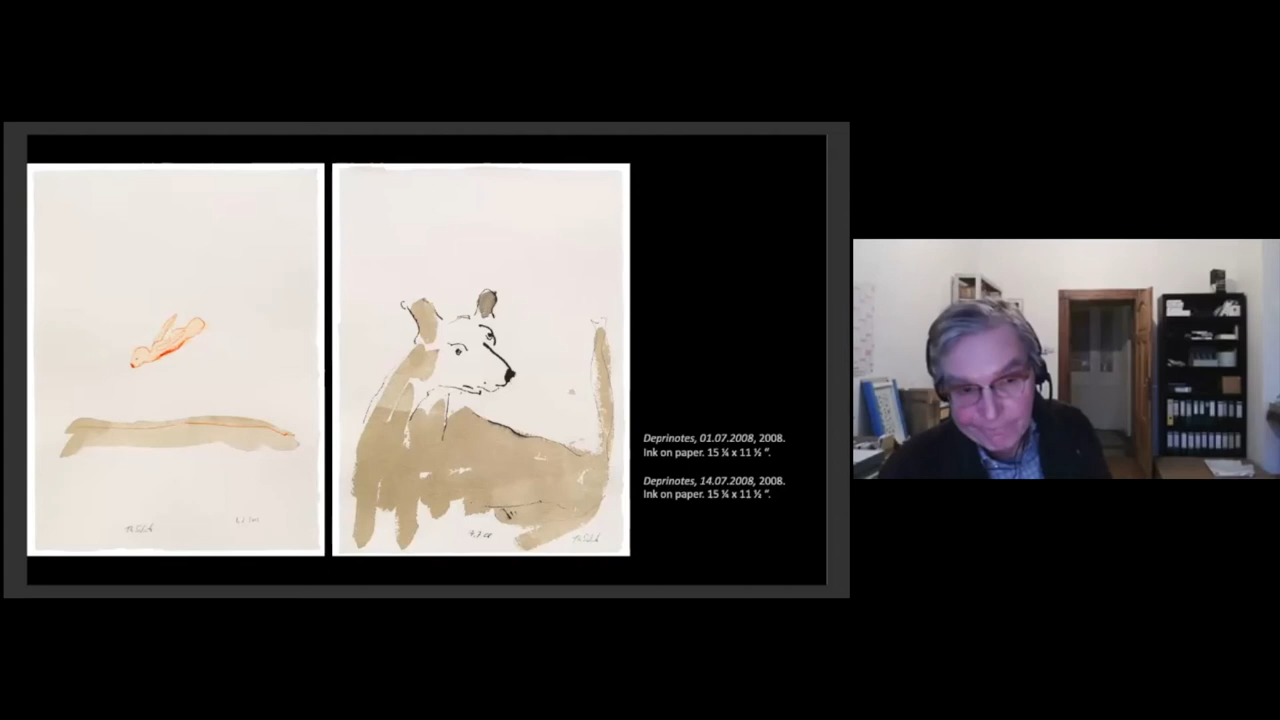 Deprinotes, 01.07.2008, 2008.
Ink on paper. 15 ¾ x 11 ½ ”.
Deprinotes, 14.07.2008, 2008.
Ink on paper. 15 ¾ x 11 ½ ”.